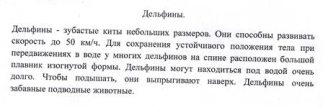 Дельфины.
Дельфины - зубастые киты небольших размеров. Они способны развивать
скорость до 50 км/ч. Для сохранения устойчивого положения тела при
передвижениях в воде у многих дельфинов на спине расположен большой
плавник изогнутой формы. Дельфины могут находиться под водой очень
долго. Чтобы подышать, они выпрыгивают наверх. Дельфины очень
забавные подводные животные.